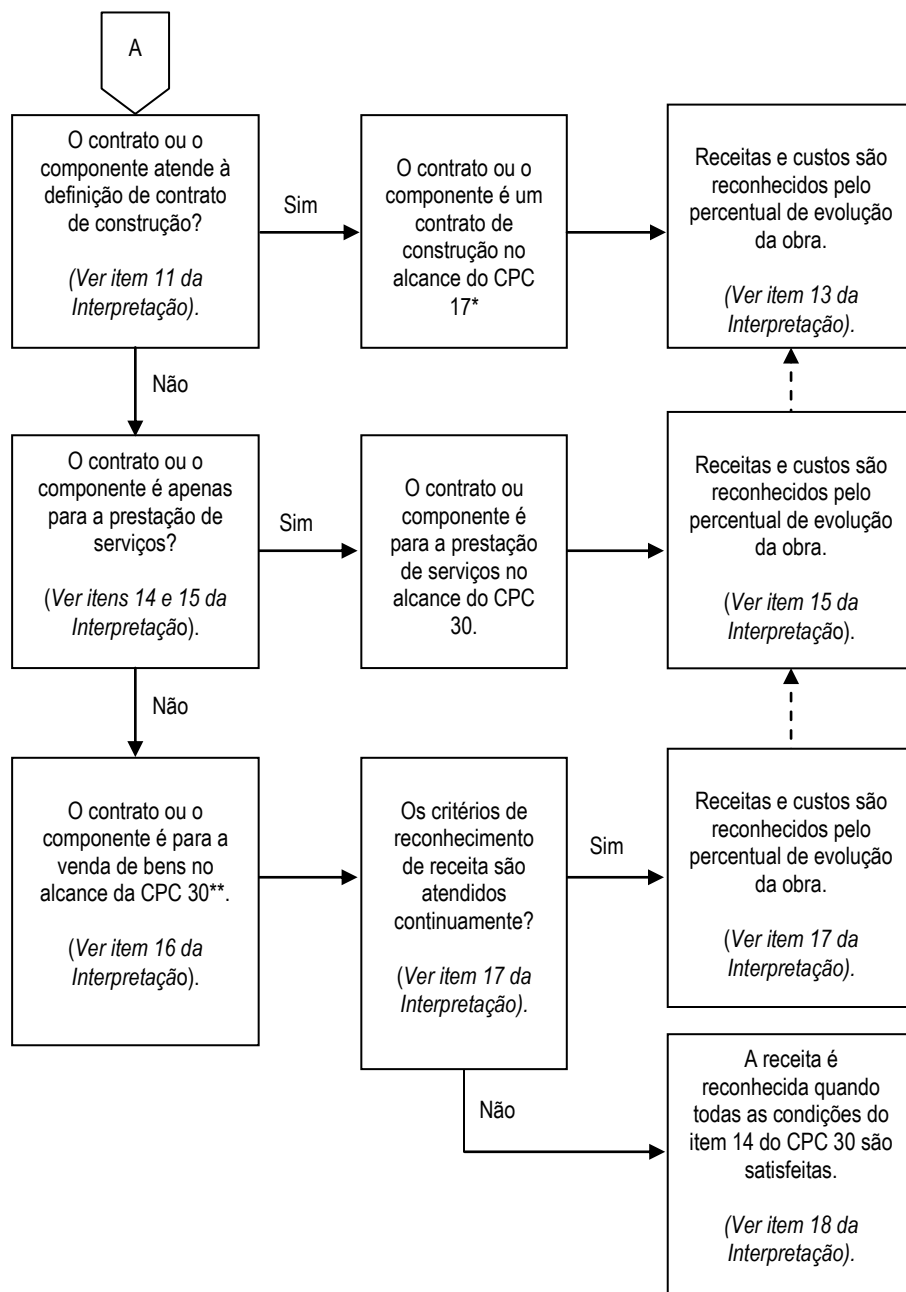 A
O contrato ou o
componente atende à
definição de contrato
de construção?
(Ver item 11 da
Interpretação).
Sim
O contrato ou o
componente é um
contrato de
construção no
alcance do CPC
17*
Receitas e custos são
reconhecidos pelo
percentual de evolução
da obra.
(Ver item 13 da
Interpretação).
Não
O contrato ou o
componente é apenas
para a prestação de
serviços?
(Ver itens 14 e 15 da
Interpretação).
Sim
O contrato ou
componente é
para a prestação
de serviços no
alcance do CPC
30.
Receitas e custos são
reconhecidos pelo
percentual de evolução
da obra.
(Ver item 15 da
Interpretação).
Não
O contrato ou o
componente é para a
venda de bens no
alcance da CPC 30**.
(Ver item 16 da
Interpretação).
Os critérios de
reconhecimento
de receita são
atendidos
continuamente?
(Ver item 17 da
Interpretação).
Sim
Receitas e custos são
reconhecidos pelo
percentual de evolução
da obra.
(Ver item 17 da
Interpretação).
Não
A receita é
reconhecida quando
todas as condições do
item 14 do CPC 30 são
satisfeitas.
(Ver item 18 da
Interpretação).